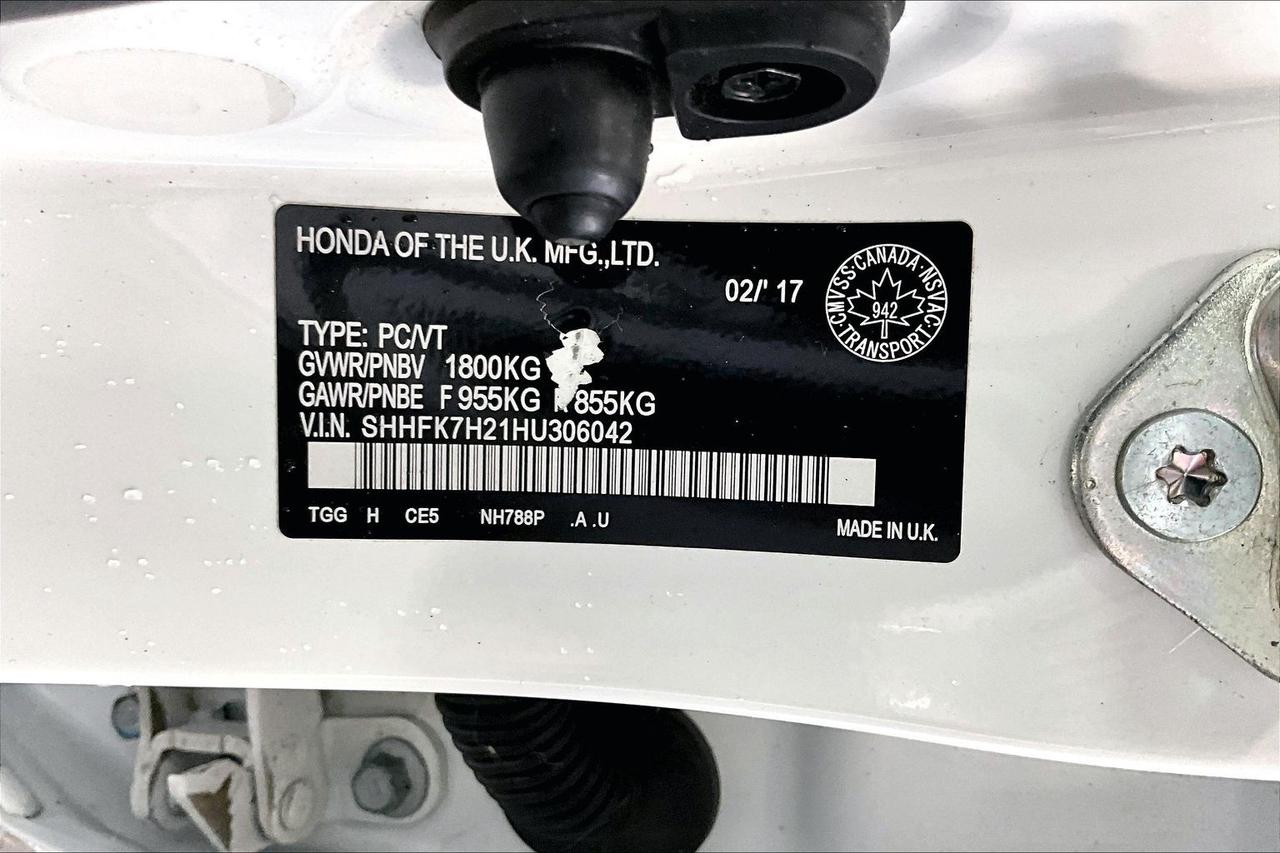 HONDA OF THE U.K. MFG.,LTD.
02/' 17
CMVSS·CANADA·NSVAC·TRANSPORT·
942
TYPE: PC/VT
GVWR/PNBV 1800KG
GAWR/PNBE F 955KG R 855KG
V.I.N. SHHFK7H21HU306042
TGG H CE5 NH788P .A .U
MADE IN U.K.